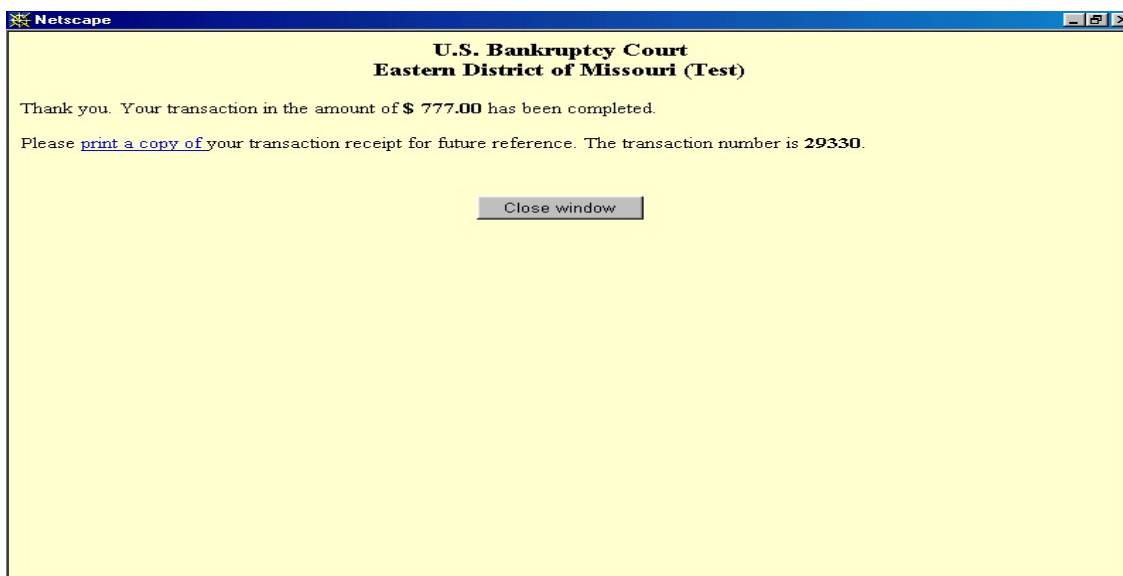 Netscape
U.S. Bankruptcy Court
Eastern District of Missouri (Test)
Thank you. Your transaction in the amount of $ 777.00 has been completed.
Please print a copy of your transaction receipt for future reference. The transaction number is 29330.
Close window